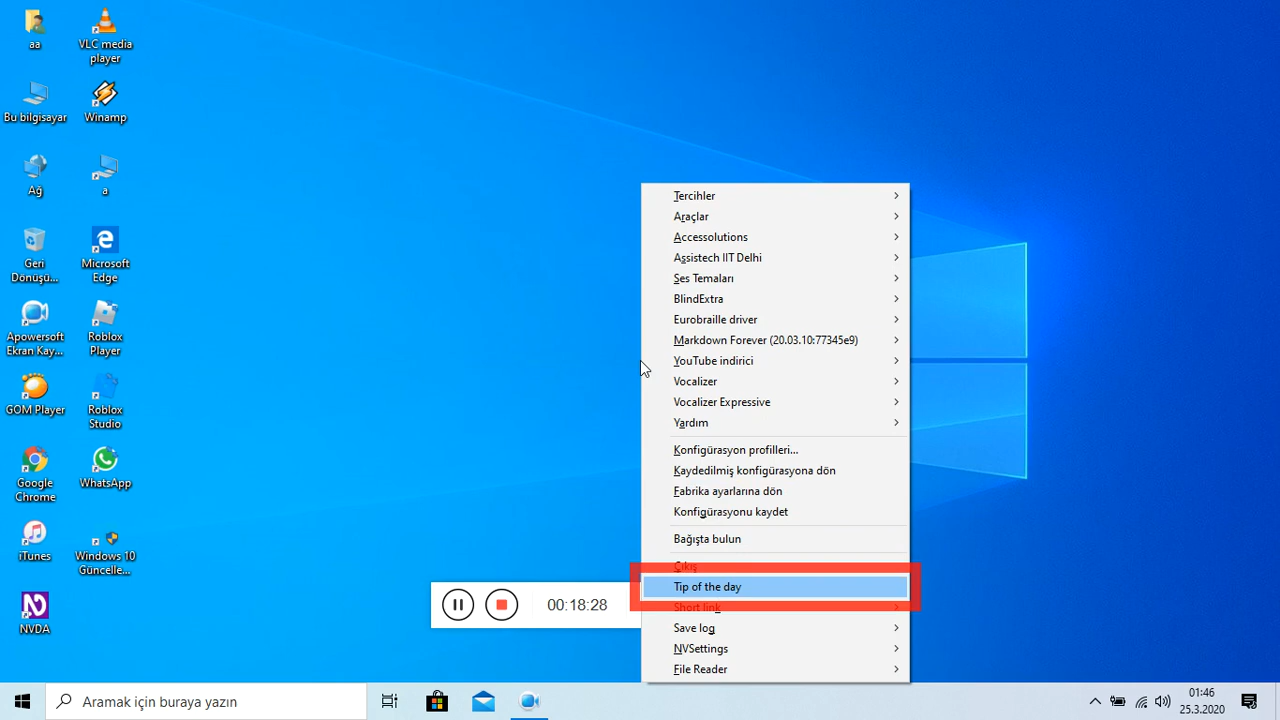 aa
VLC media
player
Bu bilgisayar
Winamp
Ağ
a
Geri
Dönüşü...
Microsoft
Edge
Apowersoft
Ekran Kay...
Roblox
Player
GOM Player
Roblox
Studio
Google
Chrome
WhatsApp
iTunes
Windows 10
Güncelle...
NVDA
Tercihler
Araçlar
Accessolutions
Assistech IIT Delhi
Ses Temaları
BlindExtra
Eurobraille driver
Markdown Forever (20.03.10:77345e9)
YouTube indirici
Vocalizer
Vocalizer Expressive
Yardım
Konfigürasyon profilleri...
Kaydedilmiş konfigürasyona dön
Fabrika ayarlarına dön
Konfigürasyonu kaydet
Bağışta bulun
Çıkış
Tip of the day
Short link
Save log
NVSettings
File Reader
00:18:28
Aramak için buraya yazın
01:46
25.3.2020